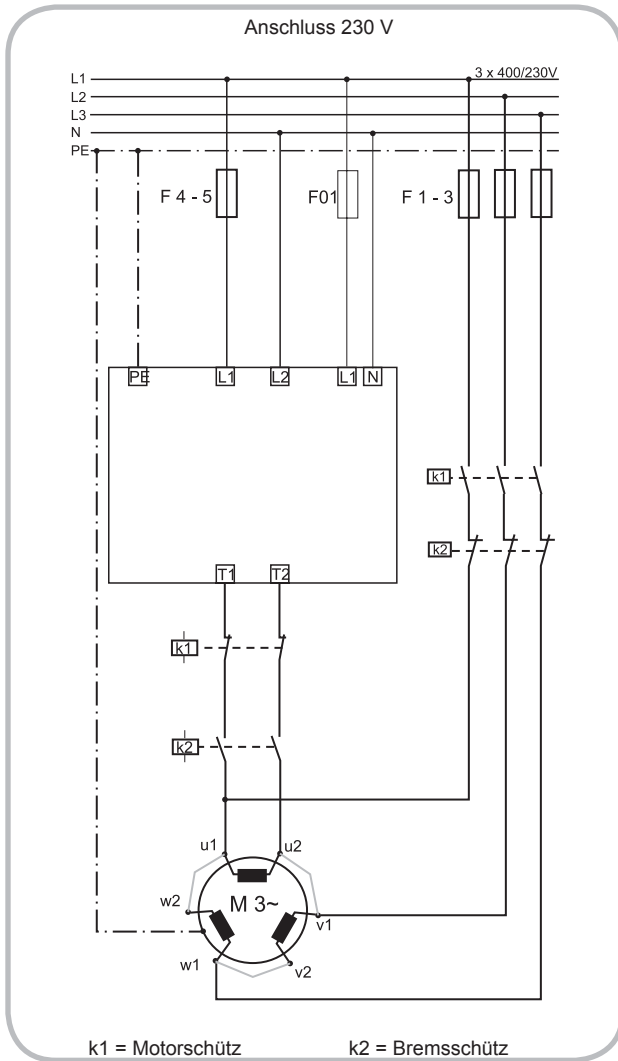 Anschluss 230 V
3 x 400/230V
L1
L2
L3
N
PE
F 4 - 5 F01 F 1 - 3
PE L1 L2 L1 N
k1
k2
T1 T2
k1
k2
u1 u2
w2 M 3~ v1
w1 v2
k1 = Motorschütz k2 = Bremsschütz